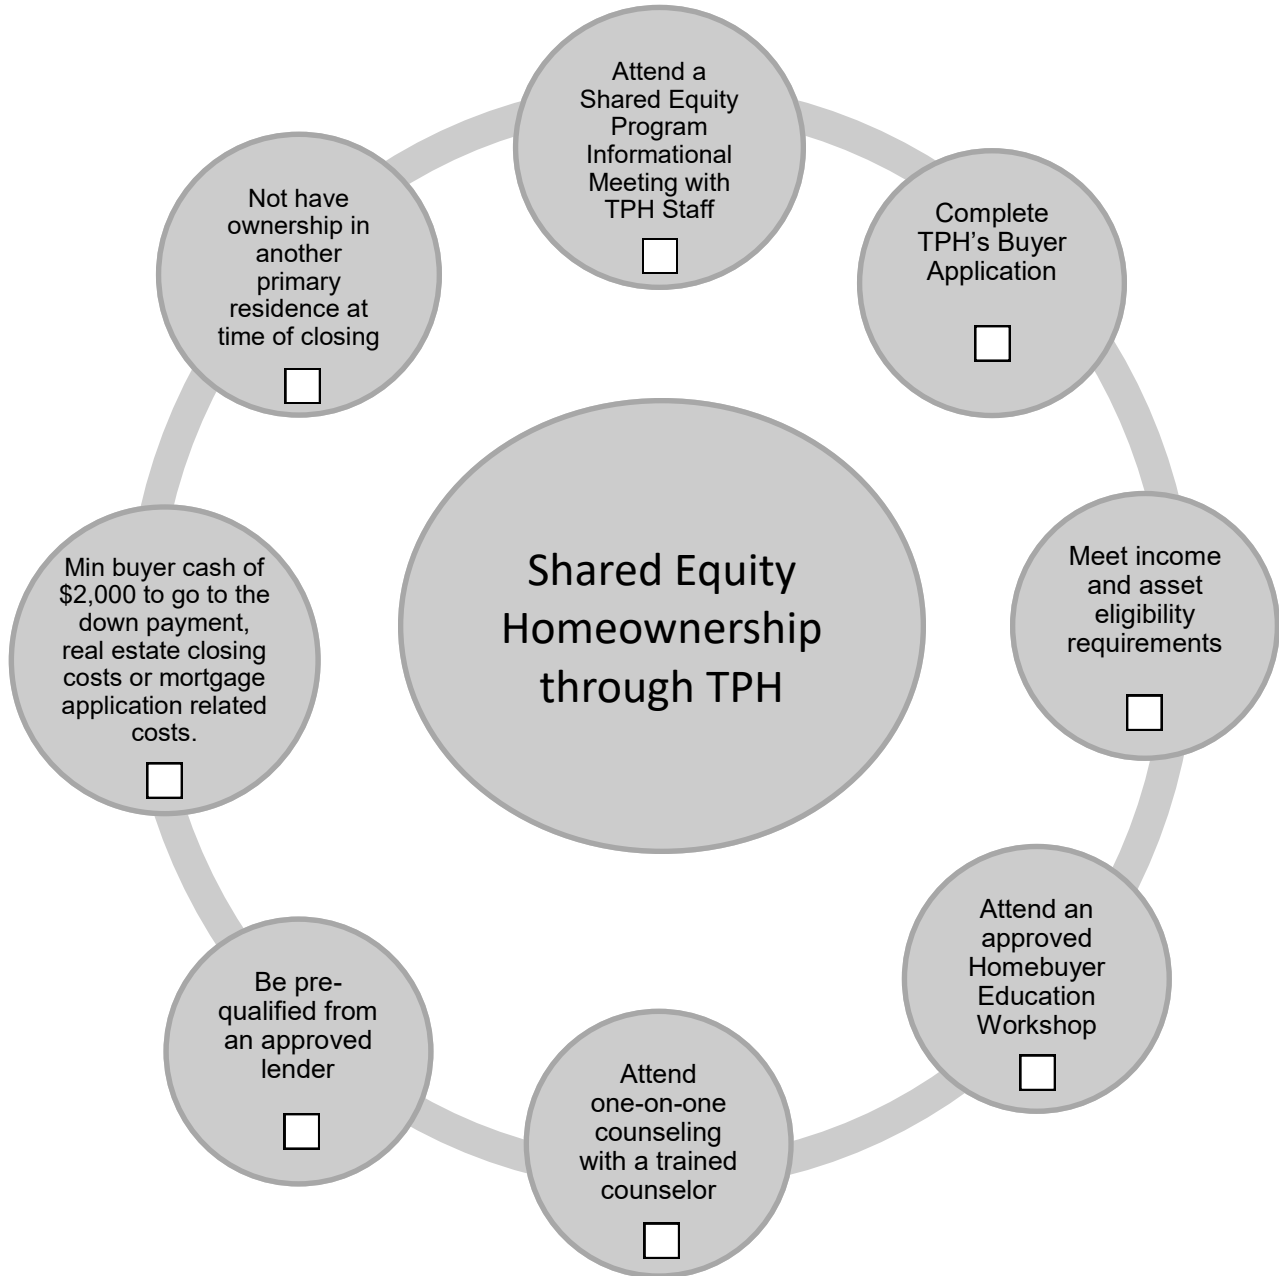 Attend a
Shared Equity
Program
Informational
Meeting with
TPH Staff
Complete
TPH’s Buyer
Application
Meet income
and asset
eligibility
requirements
Attend an
approved
Homebuyer
Education
Workshop
Attend
one-on-one
counseling
with a trained
counselor
Be pre-
qualified from
an approved
lender
Min buyer cash of
$2,000 to go to the
down payment,
real estate closing
costs or mortgage
application related
costs.
Not have
ownership in
another
primary
residence at
time of closing
Shared Equity
Homeownership
through TPH